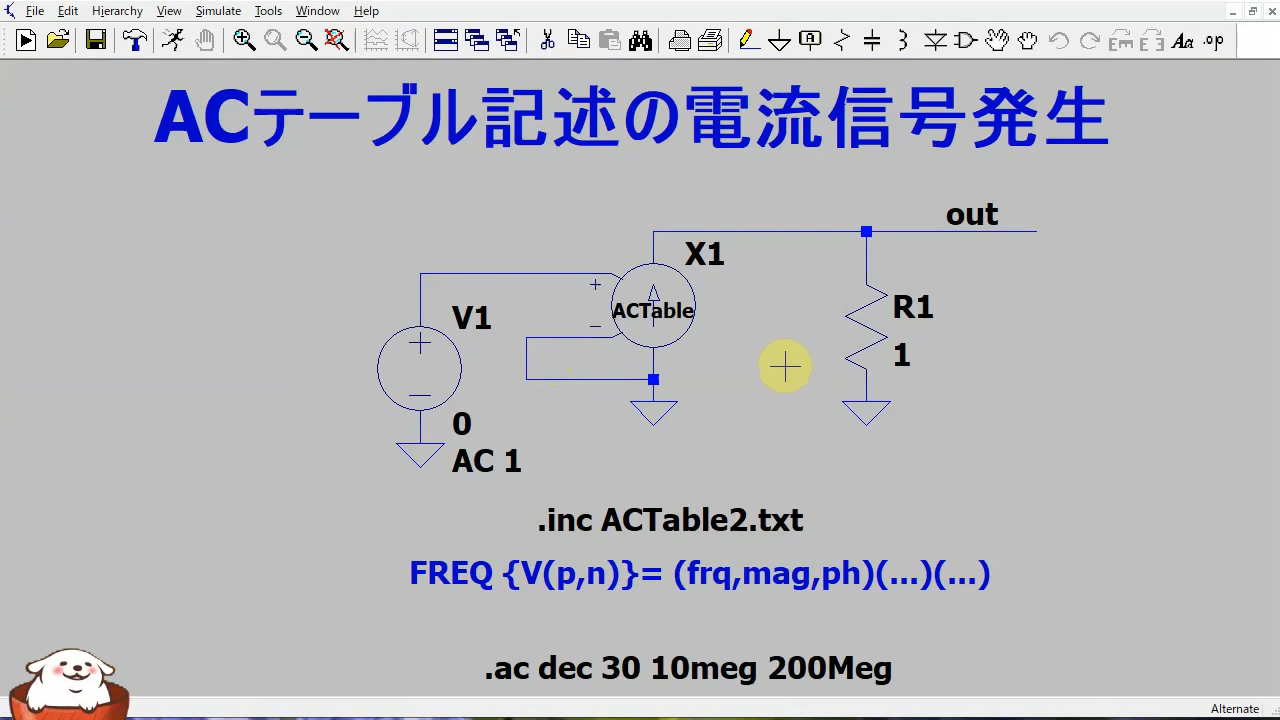 File Edit Hierarchy View Simulate Tools Window Help
Aa .op
ACテーブル記述の電流信号発生
out
X1
+
ACTable
V1
R1
1
0
AC 1
.inc ACTable2.txt
FREQ {V(p,n)}= (frq,mag,ph)(...)(...)
.ac dec 30 10meg 200Meg
Alternate